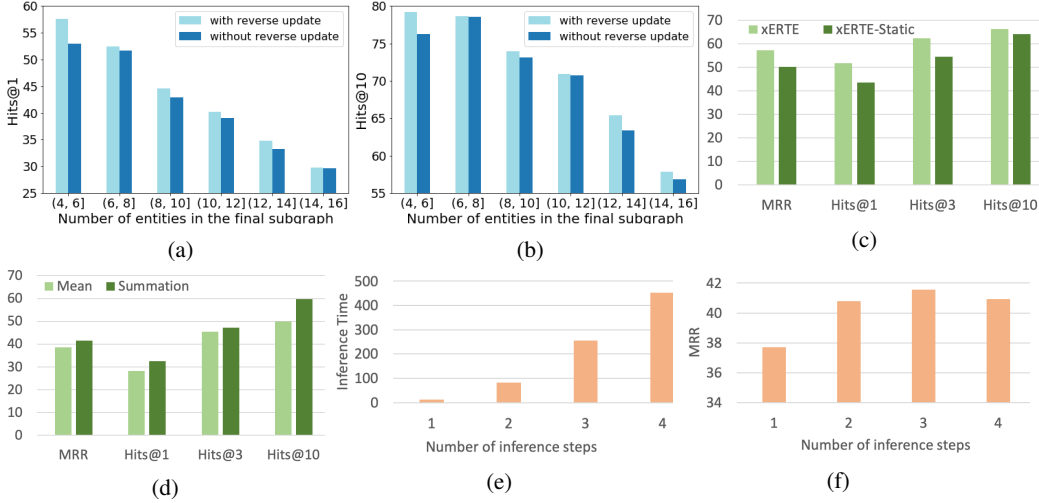 60
55
50
45
40
35
30
25
Hits@1
with reverse update
without reverse update
(4, 6] (6, 8] (8, 10] (10, 12] (12, 14] (14, 16]
Number of entities in the final subgraph
(a)
80
75
70
65
60
55
Hits@10
with reverse update
without reverse update
(4, 6] (6, 8] (8, 10] (10, 12] (12, 14] (14, 16]
Number of entities in the final subgraph
(b)
70
60
50
40
30
20
10
0
xERTE xERTE-Static
MRR Hits@1 Hits@3 Hits@10
(c)
70
60
50
40
30
20
10
0
Mean Summation
MRR Hits@1 Hits@3 Hits@10
(d)
500
400
300
200
100
0
Inference Time
1 2 3 4
Number of inference steps
(e)
42
40
38
36
34
MRR
1 2 3 4
Number of inference steps
(f)